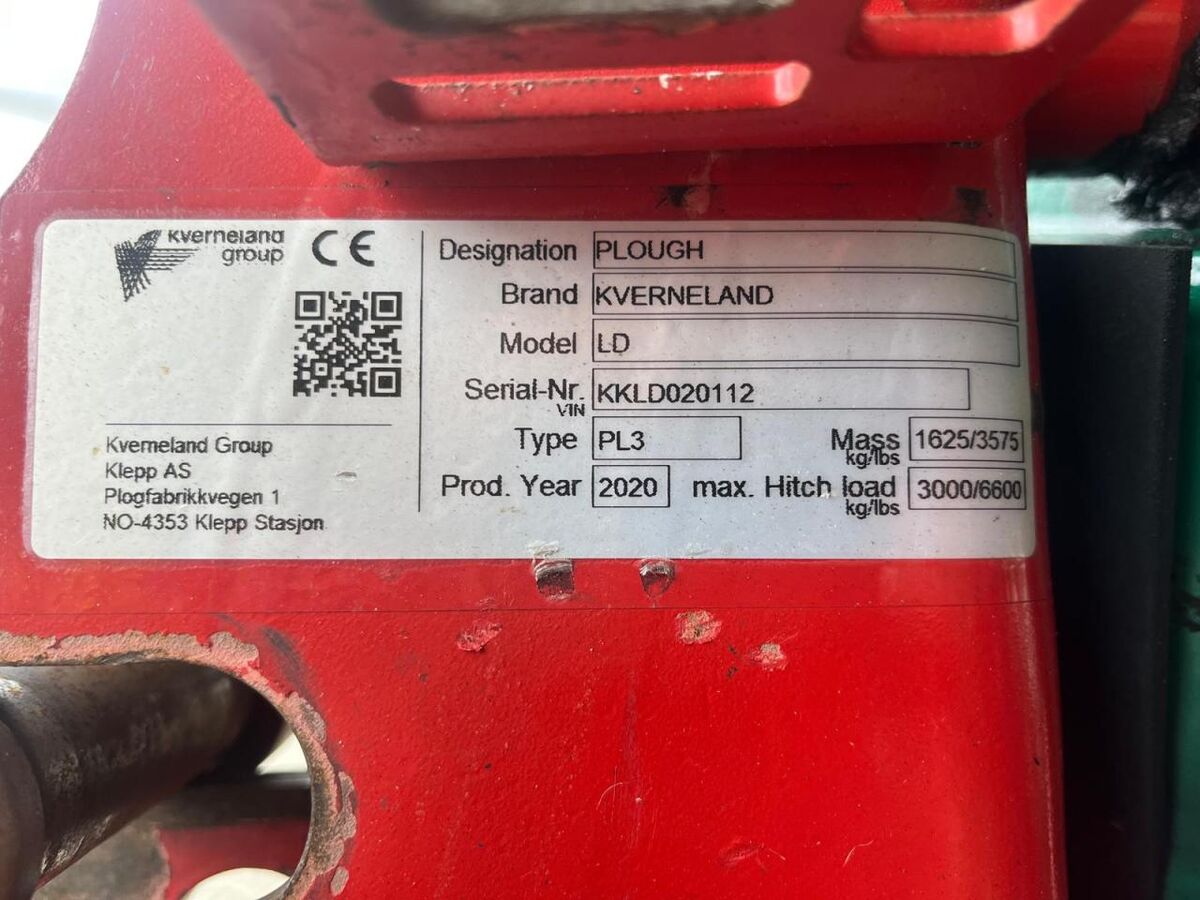 kverneland
group
CE
Kverneland Group
Klepp AS
Plogfabrikkvegen 1
NO-4353 Klepp Stasjon
Designation PLOUGH
Brand KVERNELAND
Model LD
Serial-Nr. KKLD020112
VIN
Type PL3 Mass 1625/3575
kg/lbs
Prod. Year 2020 max. Hitch load 3000/6600
kg/lbs